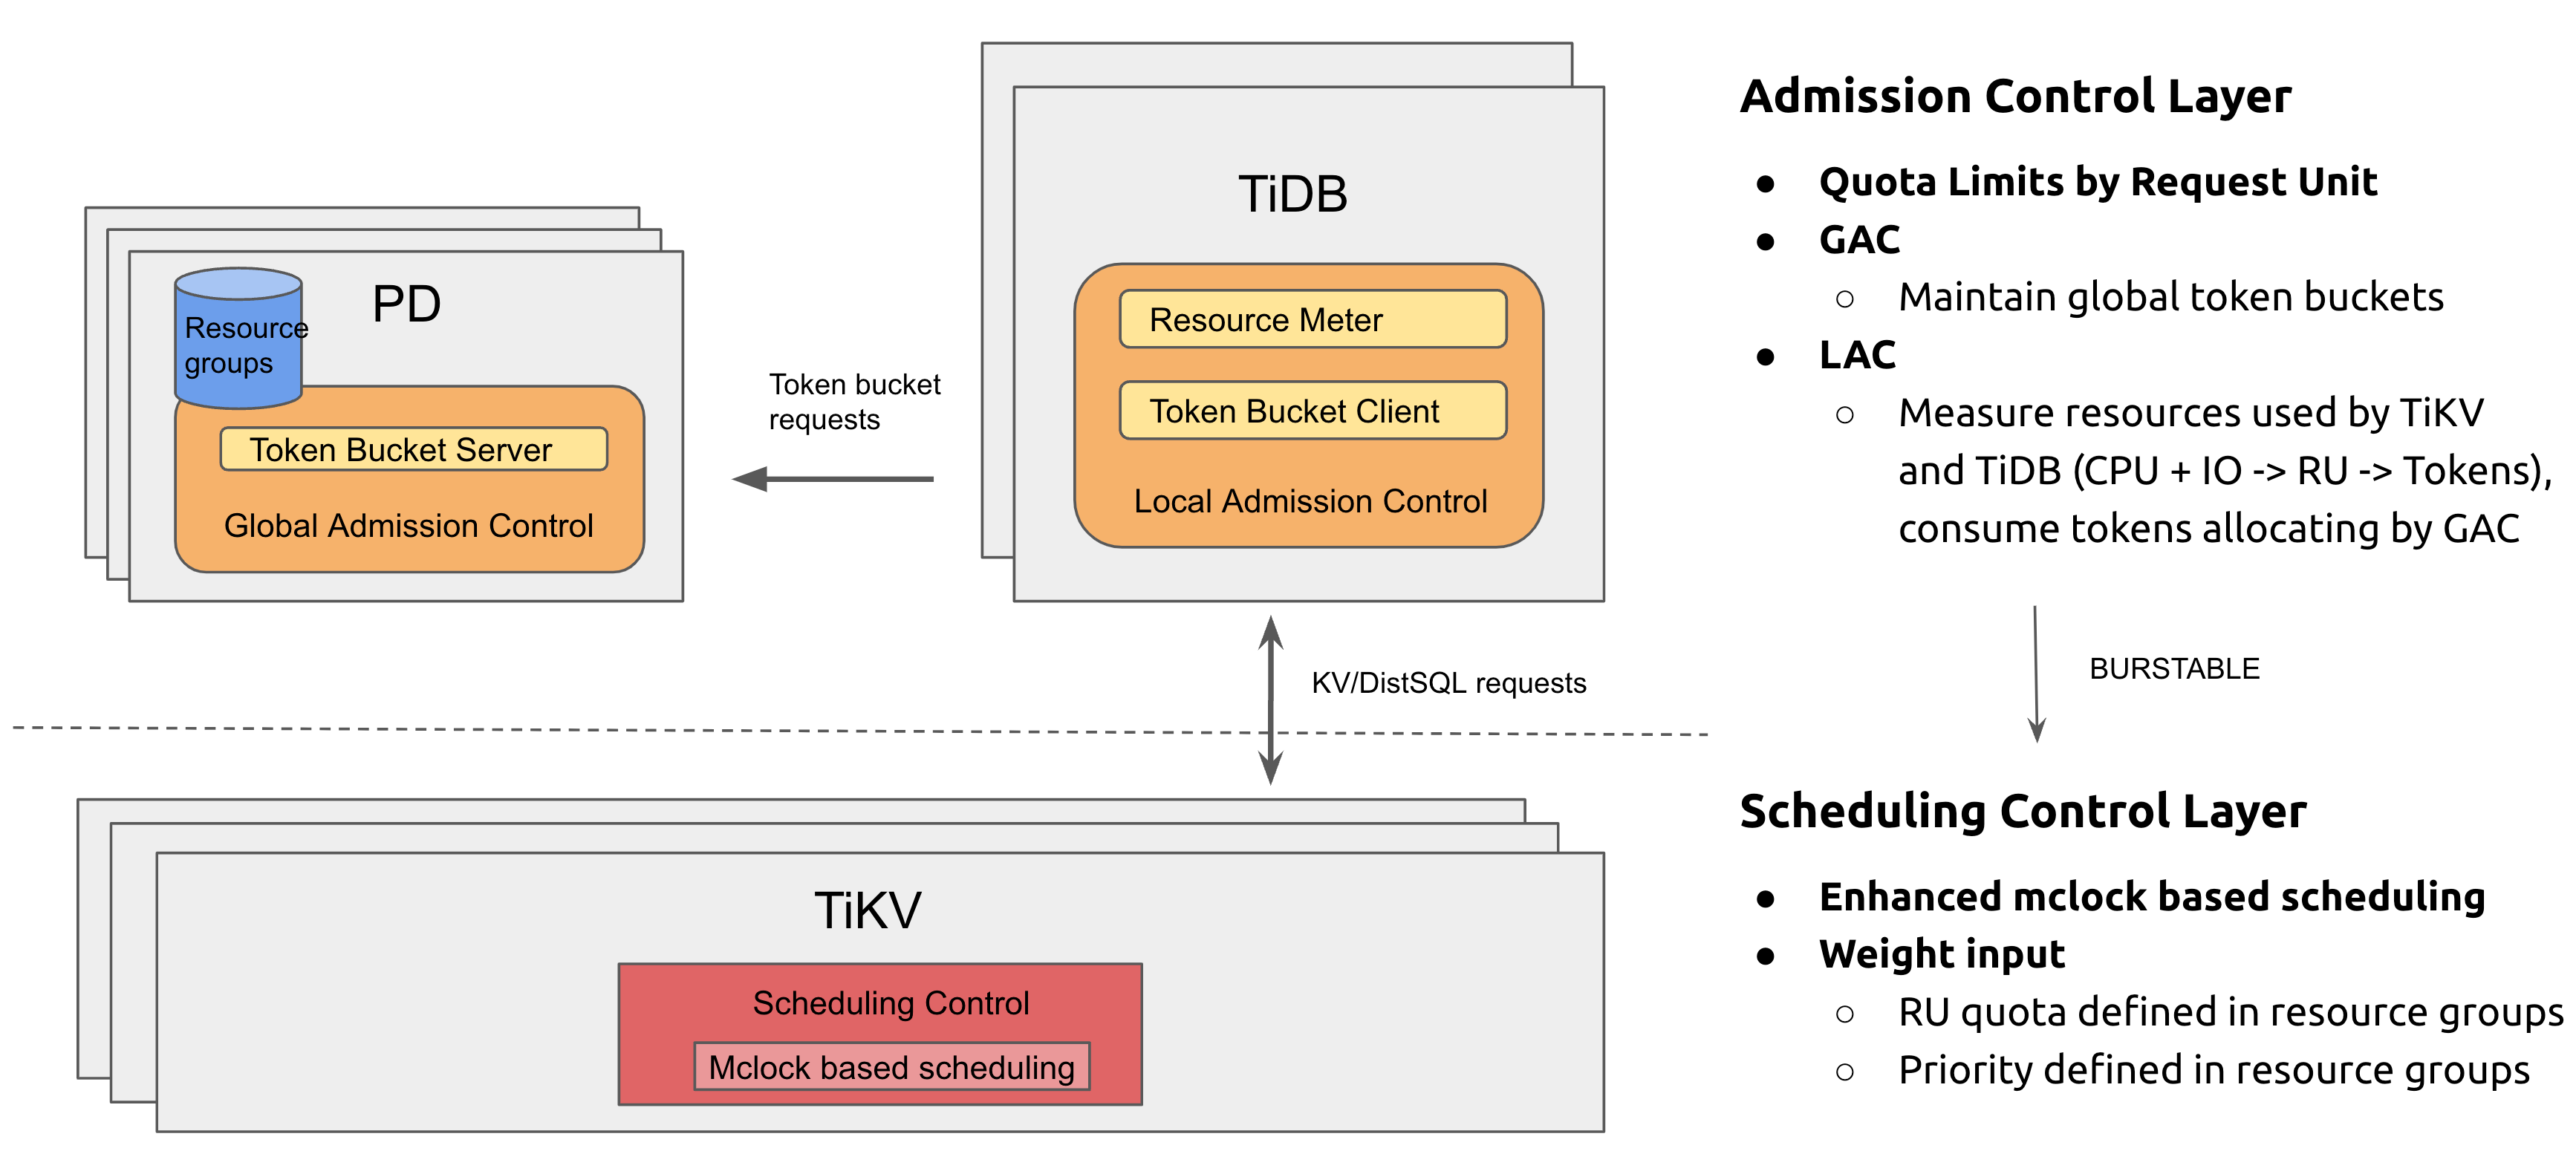 PD
Resource
groups
Token Bucket Server
Global Admission Control
Token bucket
requests
TiDB
Resource Meter
Token Bucket Client
Local Admission Control
KV/DistSQL requests
TiKV
Scheduling Control
Mclock based scheduling
Admission Control Layer
● Quota Limits by Request Unit
● GAC
○ Maintain global token buckets
● LAC
○ Measure resources used by TiKV
and TiDB (CPU + IO -> RU -> Tokens),
consume tokens allocating by GAC
BURSTABLE
Scheduling Control Layer
● Enhanced mclock based scheduling
● Weight input
○ RU quota defined in resource groups
○ Priority defined in resource groups